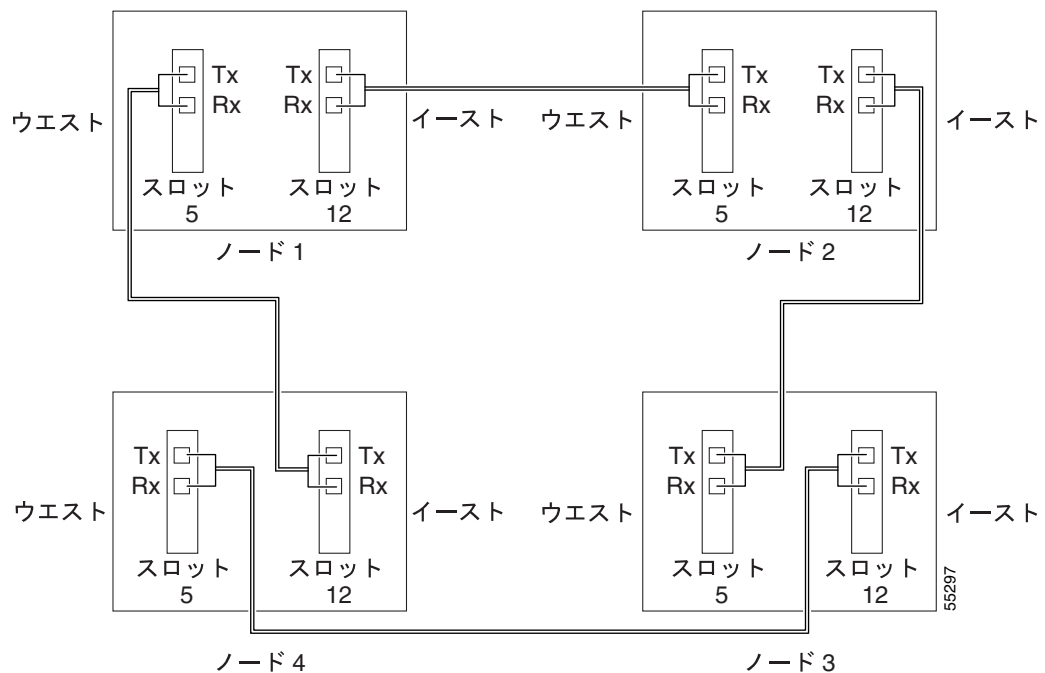 Tx Tx
Rx Rx
ウエスト イースト
スロット スロット
5 12
ノード 1
Tx Tx
Rx Rx
ウエスト イースト
スロット スロット
5 12
ノード 2
Tx Tx
Rx Rx
ウエスト イースト
スロット スロット
5 12
ノード 4
Tx Tx
Rx Rx
ウエスト イースト
スロット スロット
5 12
ノード 3
55297